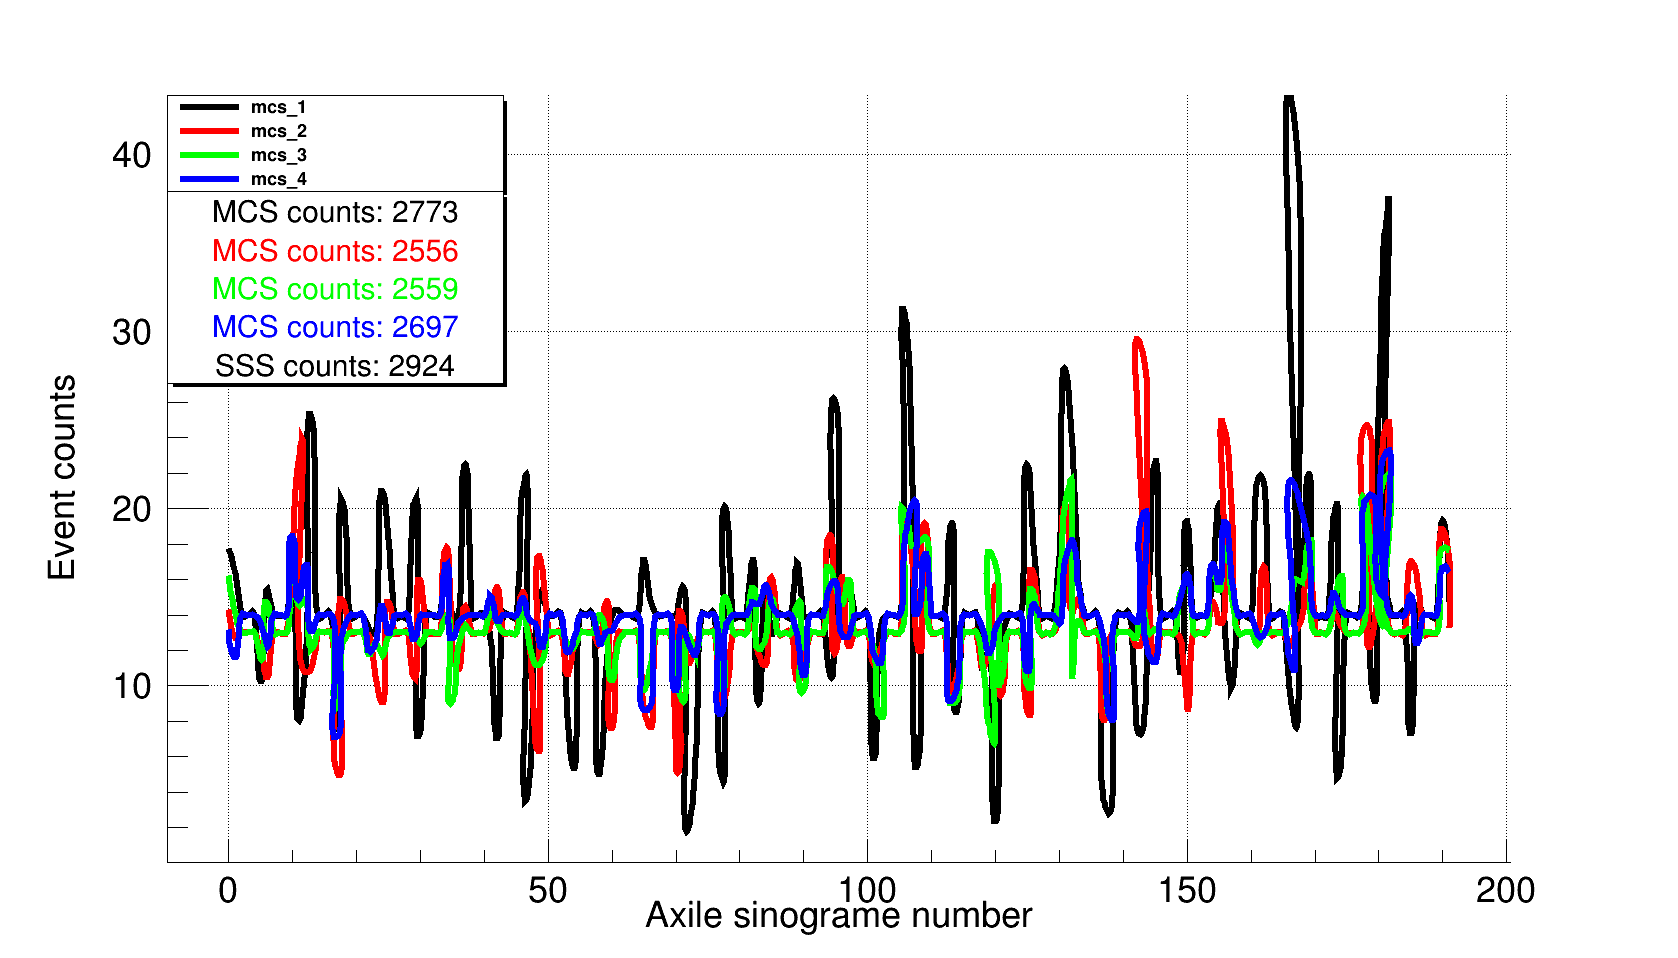 mcs_1
mcs_2
mcs_3
mcs_4
MCS counts: 2773
MCS counts: 2556
MCS counts: 2559
MCS counts: 2697
SSS counts: 2924
Event counts
40
30
20
10
0 50 100 150 200
Axile sinograme number